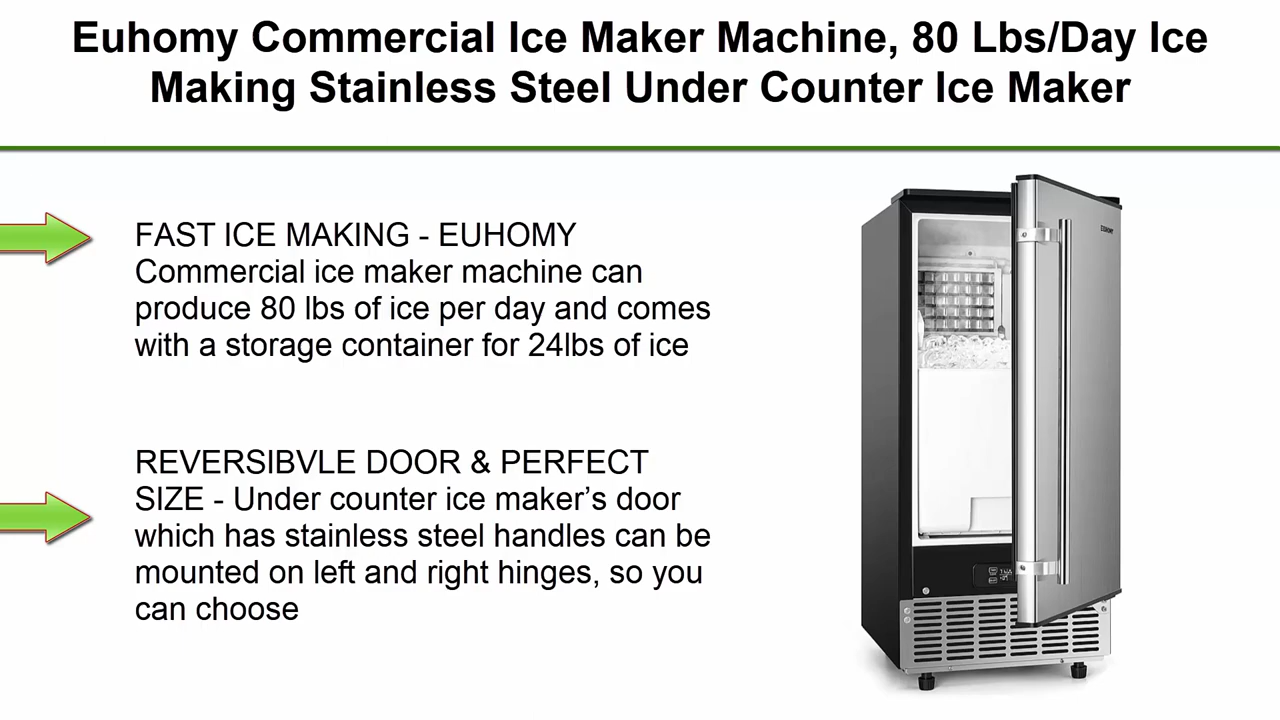 Euhomy Commercial Ice Maker Machine, 80 Lbs/Day Ice
Making Stainless Steel Under Counter Ice Maker
FAST ICE MAKING - EUHOMY
Commercial ice maker machine can
produce 80 lbs of ice per day and comes
with a storage container for 24lbs of ice
REVERSIBVLE DOOR & PERFECT
SIZE - Under counter ice maker’s door
which has stainless steel handles can be
mounted on left and right hinges, so you
can choose
EUHOMY